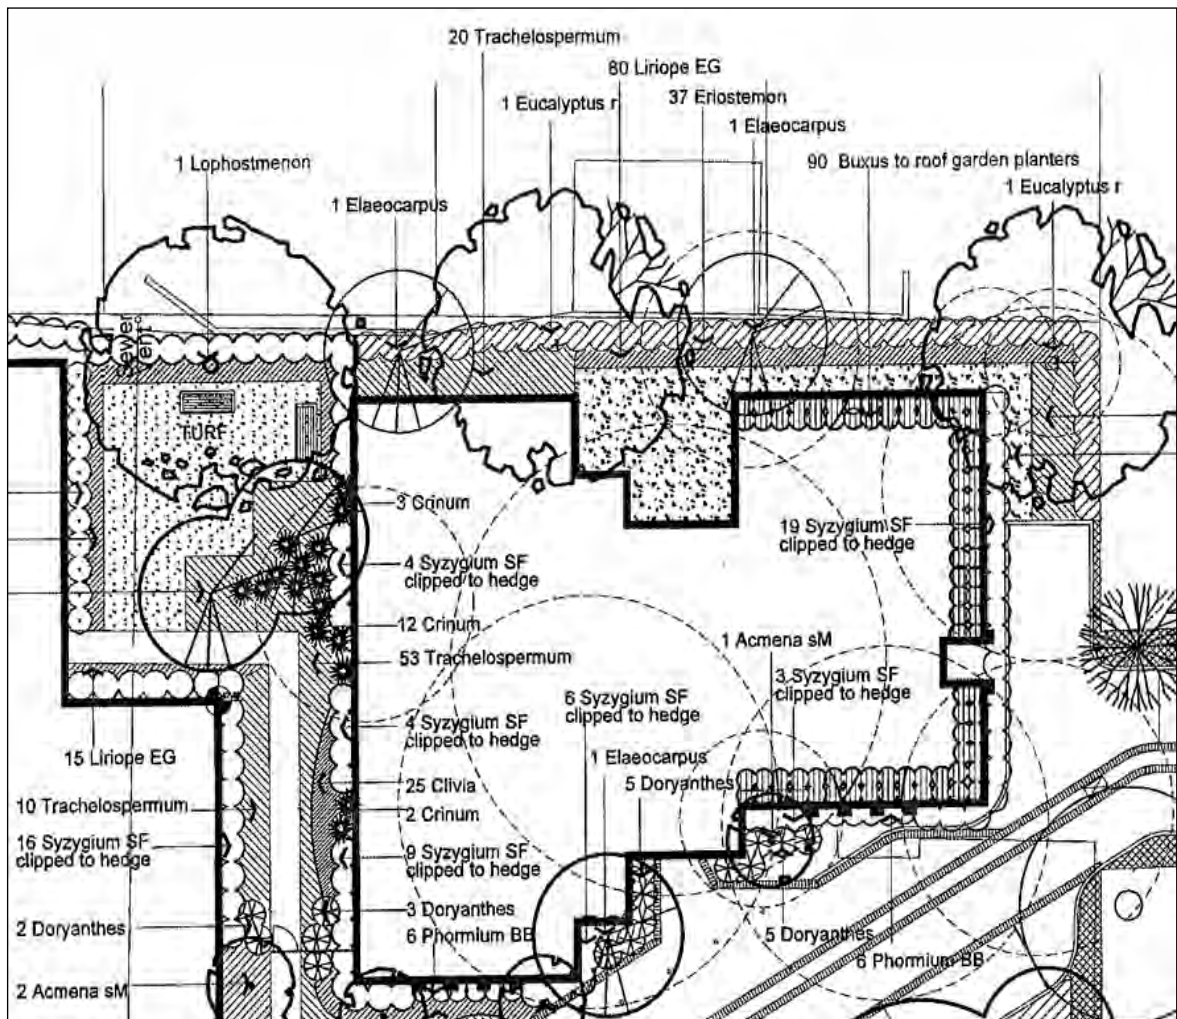 20 Trachelospermum
80 Liriope EG
1 Eucalyptus r
37 Eriostemon
1 Elaeocarpus
1 Lophostmenon
90 Buxus to roof garden planters
1 Eucalyptus r
1 Elaeocarpus
Sewer
TURF
3 Crinum
19 Syzygium SF
clipped to hedge
4 Syzygium SF
clipped to hedge
12 Crinum
1 Acmena sM
53 Trachelospermum
3 Syzygium SF
clipped to hedge
6 Syzygium SF
clipped to hedge
4 Syzygium SF
clipped to hedge
15 Liriope EG
1 Elaeocarpus
25 Clivia
5 Doryanthes
10 Trachelospermum
2 Crinum
16 Syzygium SF
clipped to hedge
9 Syzygium SF
clipped to hedge
3 Doryanthes
2 Doryanthes
6 Phormium BB
5 Doryanthes
6 Phormium BB
2 Acmena sM